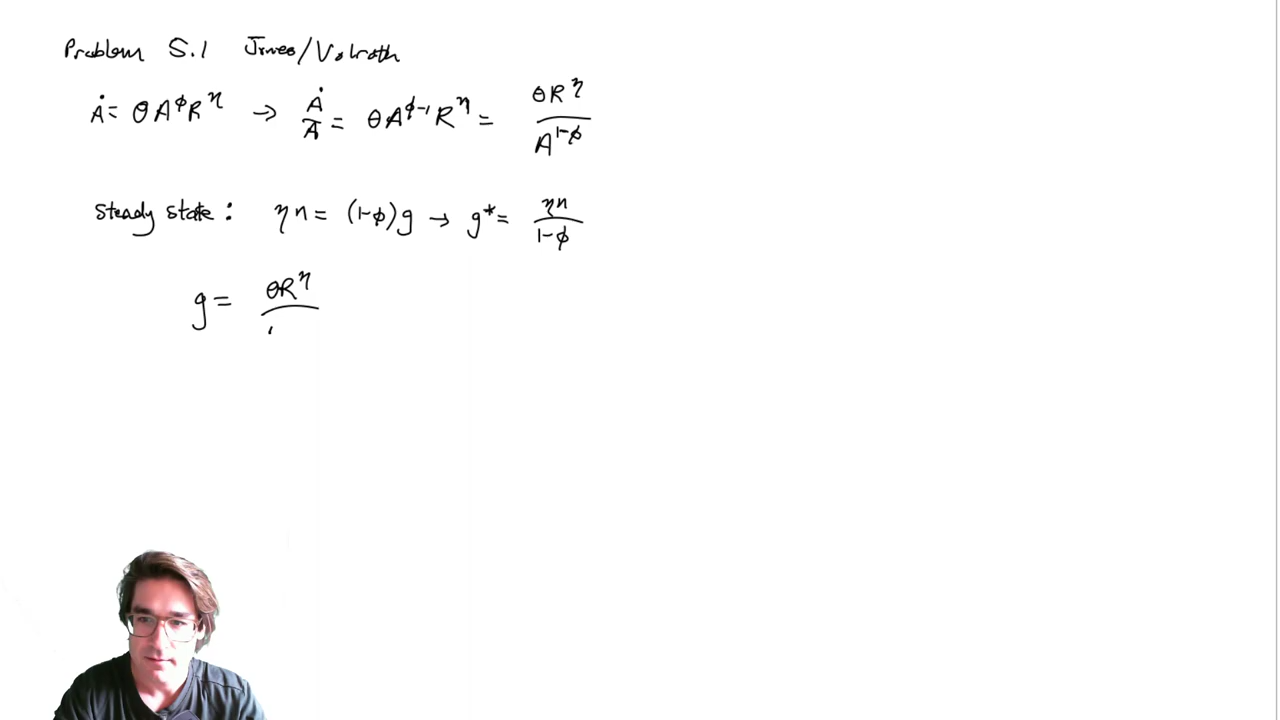 Problem 5.1 Jones/Vollrath
Ȧ = θA^ϕR^η → Ȧ/A = θA^(ϕ-1)R^η = θR^η/A^(1-ϕ)
Steady State: ηn = (1-ϕ)g → g* = ηn/(1-ϕ)
g = θR^η/